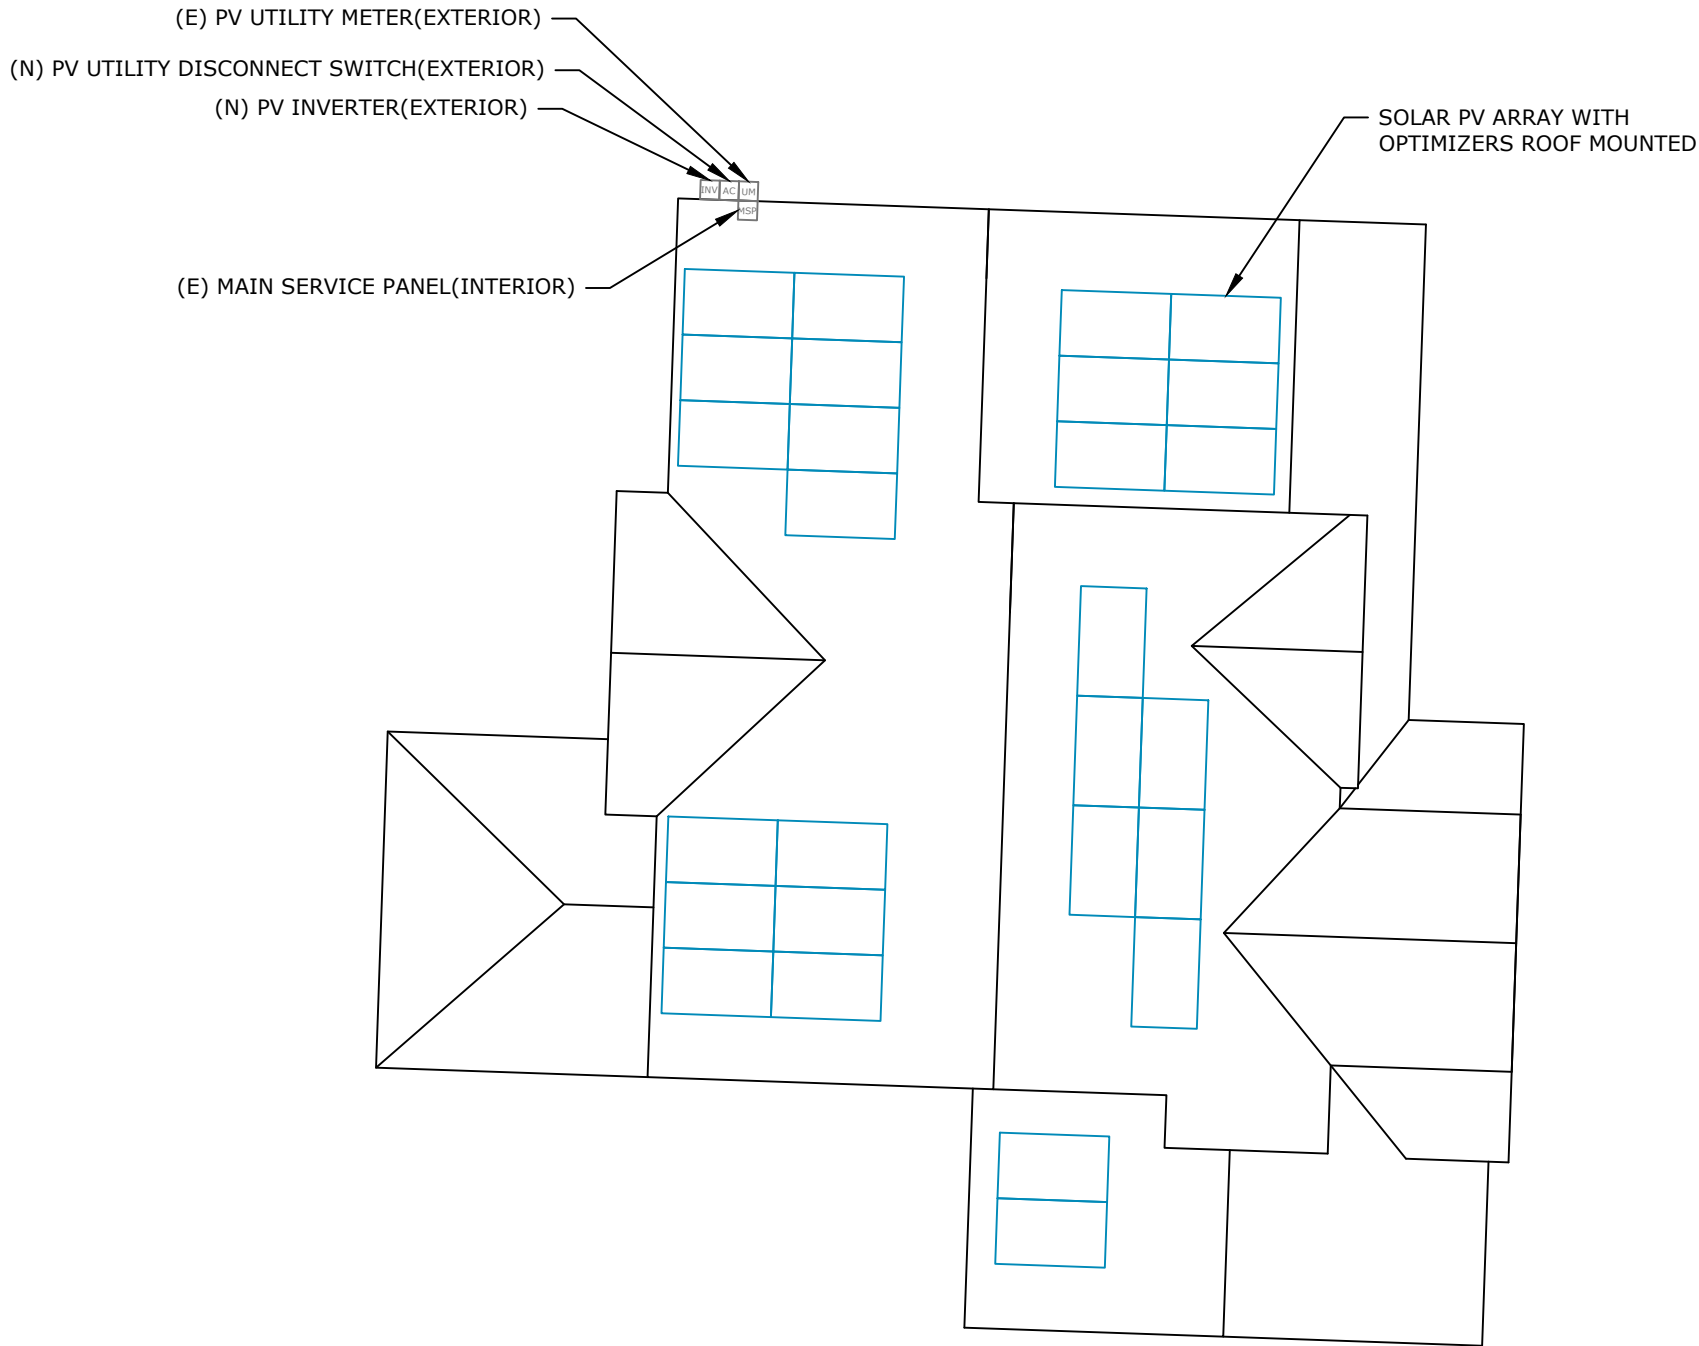 (E) PV UTILITY METER(EXTERIOR)
(N) PV UTILITY DISCONNECT SWITCH(EXTERIOR)
(N) PV INVERTER(EXTERIOR)
SOLAR PV ARRAY WITH
OPTIMIZERS ROOF MOUNTED
INV AC UM
MSP
(E) MAIN SERVICE PANEL(INTERIOR)